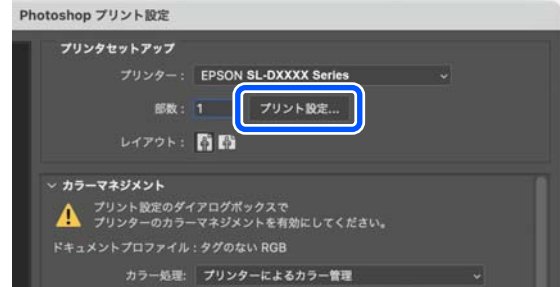 Photoshop プリント設定
プリンタセットアップ
プリンター： EPSON SL-DXXXX Series
部数： 1 プリント設定...
レイアウト：
カラーマネジメント
プリント設定のダイアログボックスで
プリンターのカラーマネジメントを有効にしてください。
ドキュメントプロファイル：タグのない RGB
カラー処理: プリンターによるカラー管理